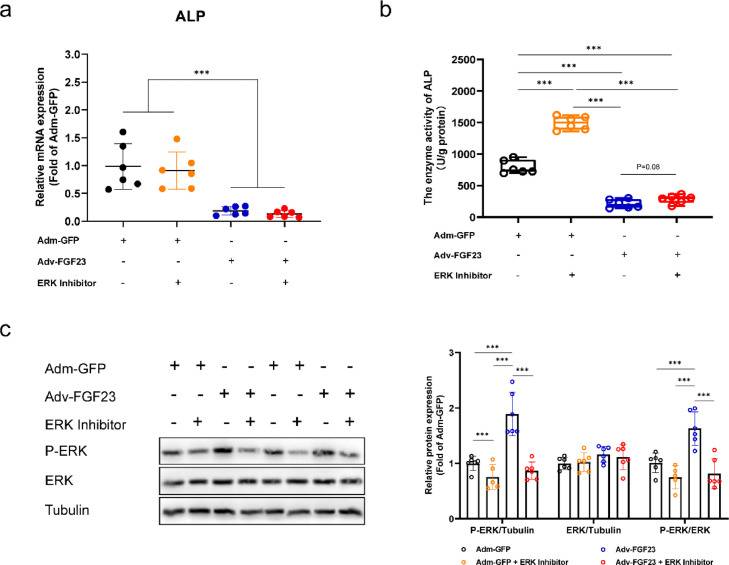 a
ALP
Relative mRNA expression
(Fold of Adm-GFP)
3.0
2.5
2.0
1.5
1.0
0.5
0.0
***
Adm-GFP + + - -
Adv-FGF23 - - + +
ERK Inhibitor - + - +
b
The enzyme activity of ALP
(U/g protein)
2500
2000
1500
1000
500
0
***
***
*** ***
***
P=0.08
Adm-GFP + + - -
Adv-FGF23 - - + +
ERK Inhibitor - + - +
c
Adm-GFP + + - - + + - -
Adv-FGF23 - - + + - - + +
ERK Inhibitor - + - + - + - +
P-ERK
ERK
Tubulin
Relative protein expression
(Fold of Adm-GFP)
3
2
1
0
***
***
***
***
***
***
***
P-ERK/Tubulin ERK/Tubulin P-ERK/ERK
Adm-GFP
Adm-GFP + ERK Inhibitor
Adv-FGF23
Adv-FGF23 + ERK Inhibitor